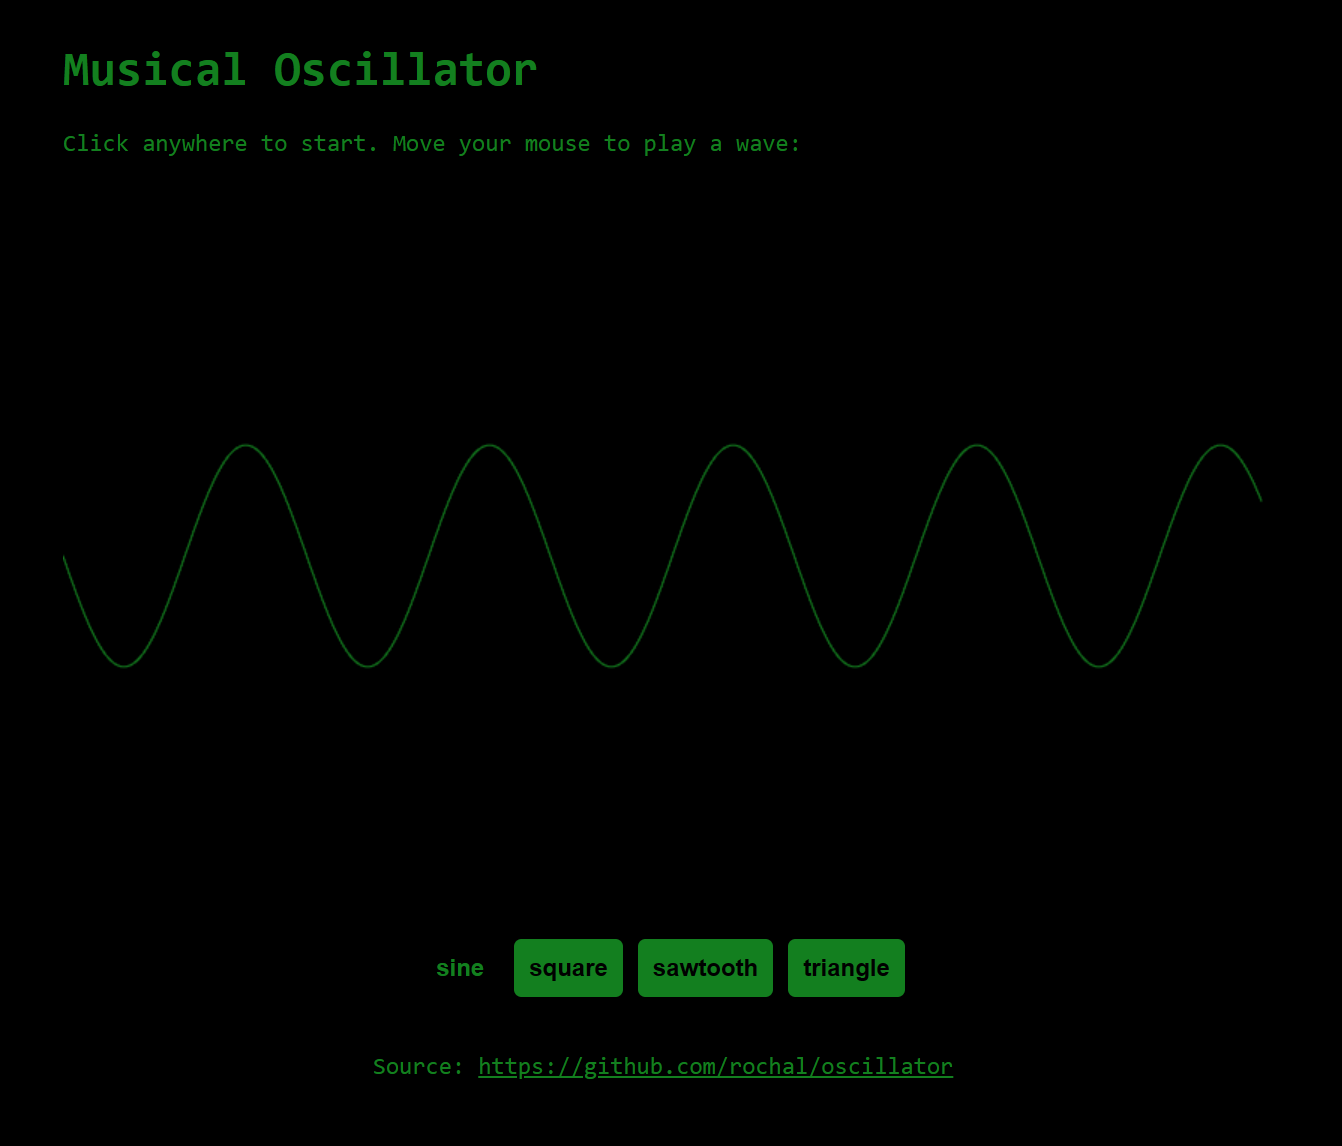 Musical Oscillator
Click anywhere to start. Move your mouse to play a wave:
sine square sawtooth triangle
Source: https://github.com/rochal/oscillator